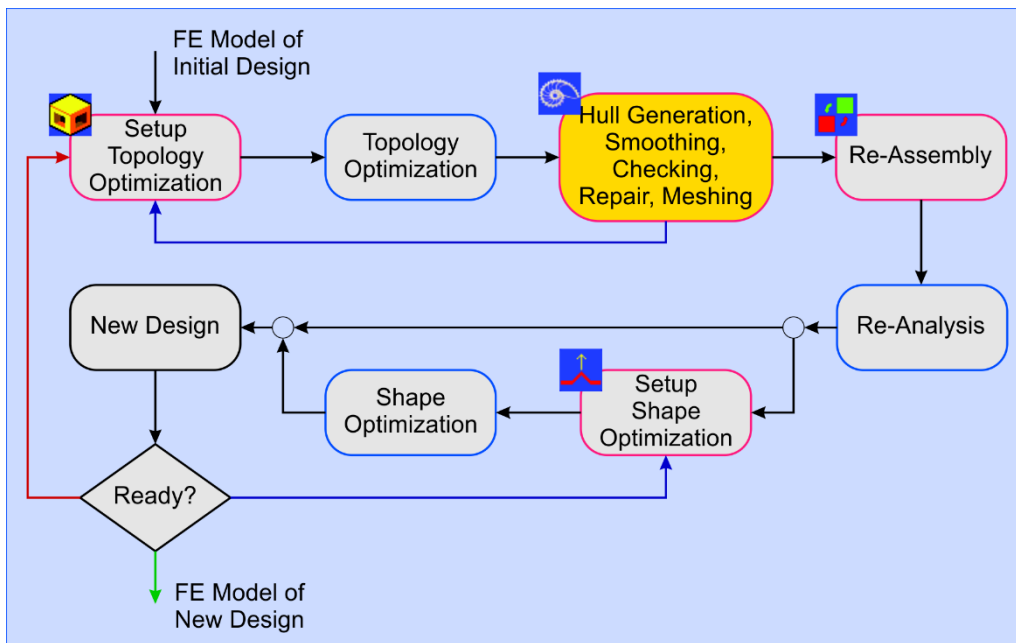 FE Model of
Initial Design
Setup
Topology
Optimization
Topology
Optimization
Hull Generation,
Smoothing,
Checking,
Repair, Meshing
Re-Assembly
New Design
Re-Analysis
Shape
Optimization
Setup
Shape
Optimization
Ready?
FE Model of
New Design